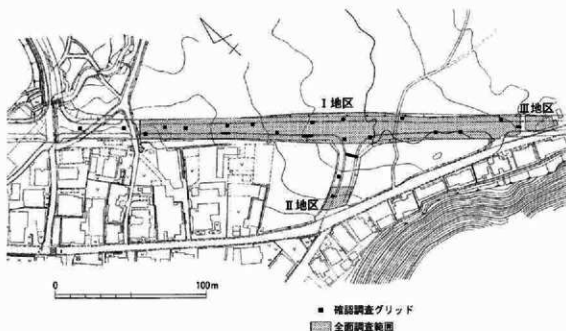 I 地区
III 地区
II 地区
0 100m
■ 確認調査グリッド
全面調査範囲